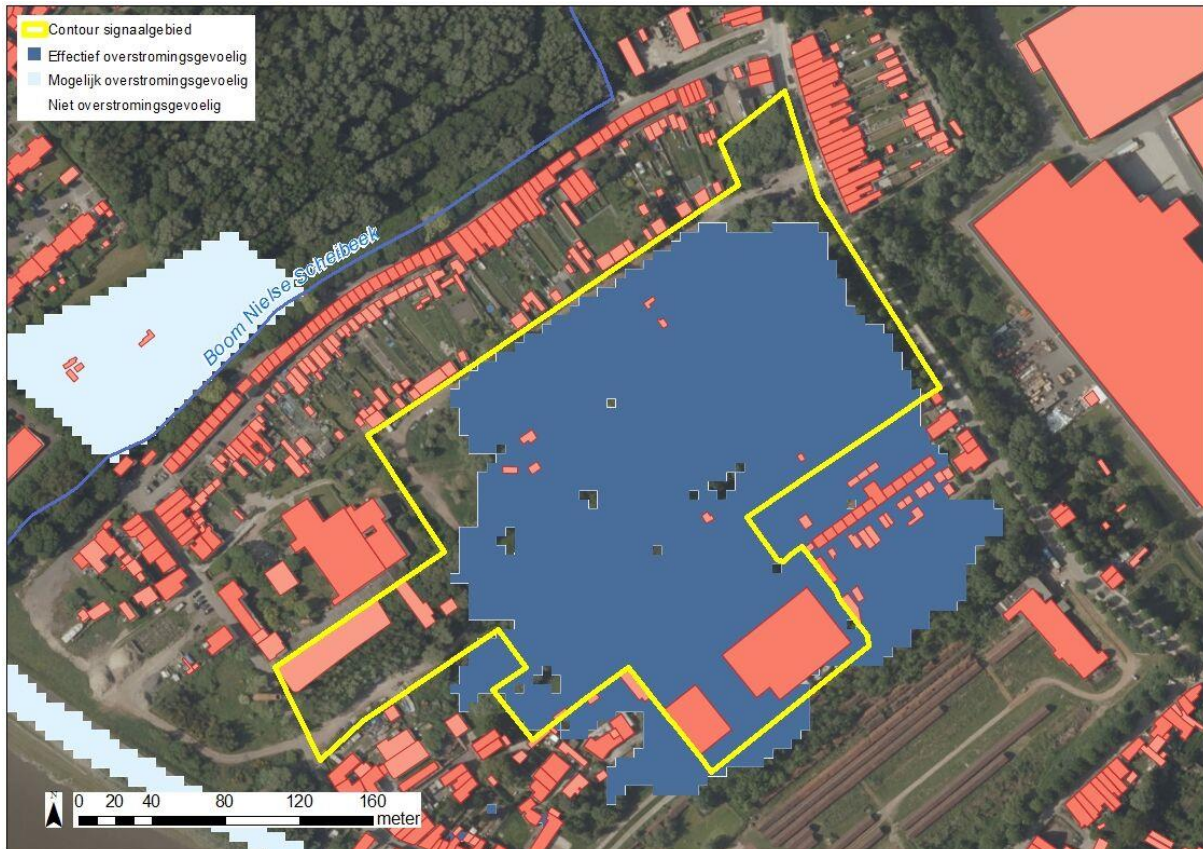 Contour signaalgebied
Effectief overstromingsgevoelig
Mogelijk overstromingsgevoelig
Niet overstromingsgevoelig
Boom Nielse Scheibeek
N
0 20 40 80 120 160
meter